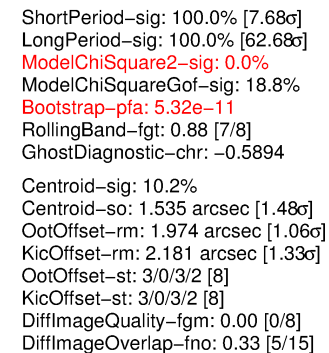 ShortPeriod−sig: 100.0% [7.68σ]
LongPeriod−sig: 100.0% [62.68σ]
ModelChiSquare2−sig: 0.0%
ModelChiSquareGof−sig: 18.8%
Bootstrap−pfa: 5.32e−11
RollingBand−fgt: 0.88 [7/8]
GhostDiagnostic−chr: −0.5894
Centroid−sig: 10.2%
Centroid−so: 1.535 arcsec [1.48σ]
OotOffset−rm: 1.974 arcsec [1.06σ]
KicOffset−rm: 2.181 arcsec [1.33σ]
OotOffset−st: 3/0/3/2 [8]
KicOffset−st: 3/0/3/2 [8]
DiffImageQuality−fgm: 0.00 [0/8]
DiffImageOverlap−fno: 0.33 [5/15]